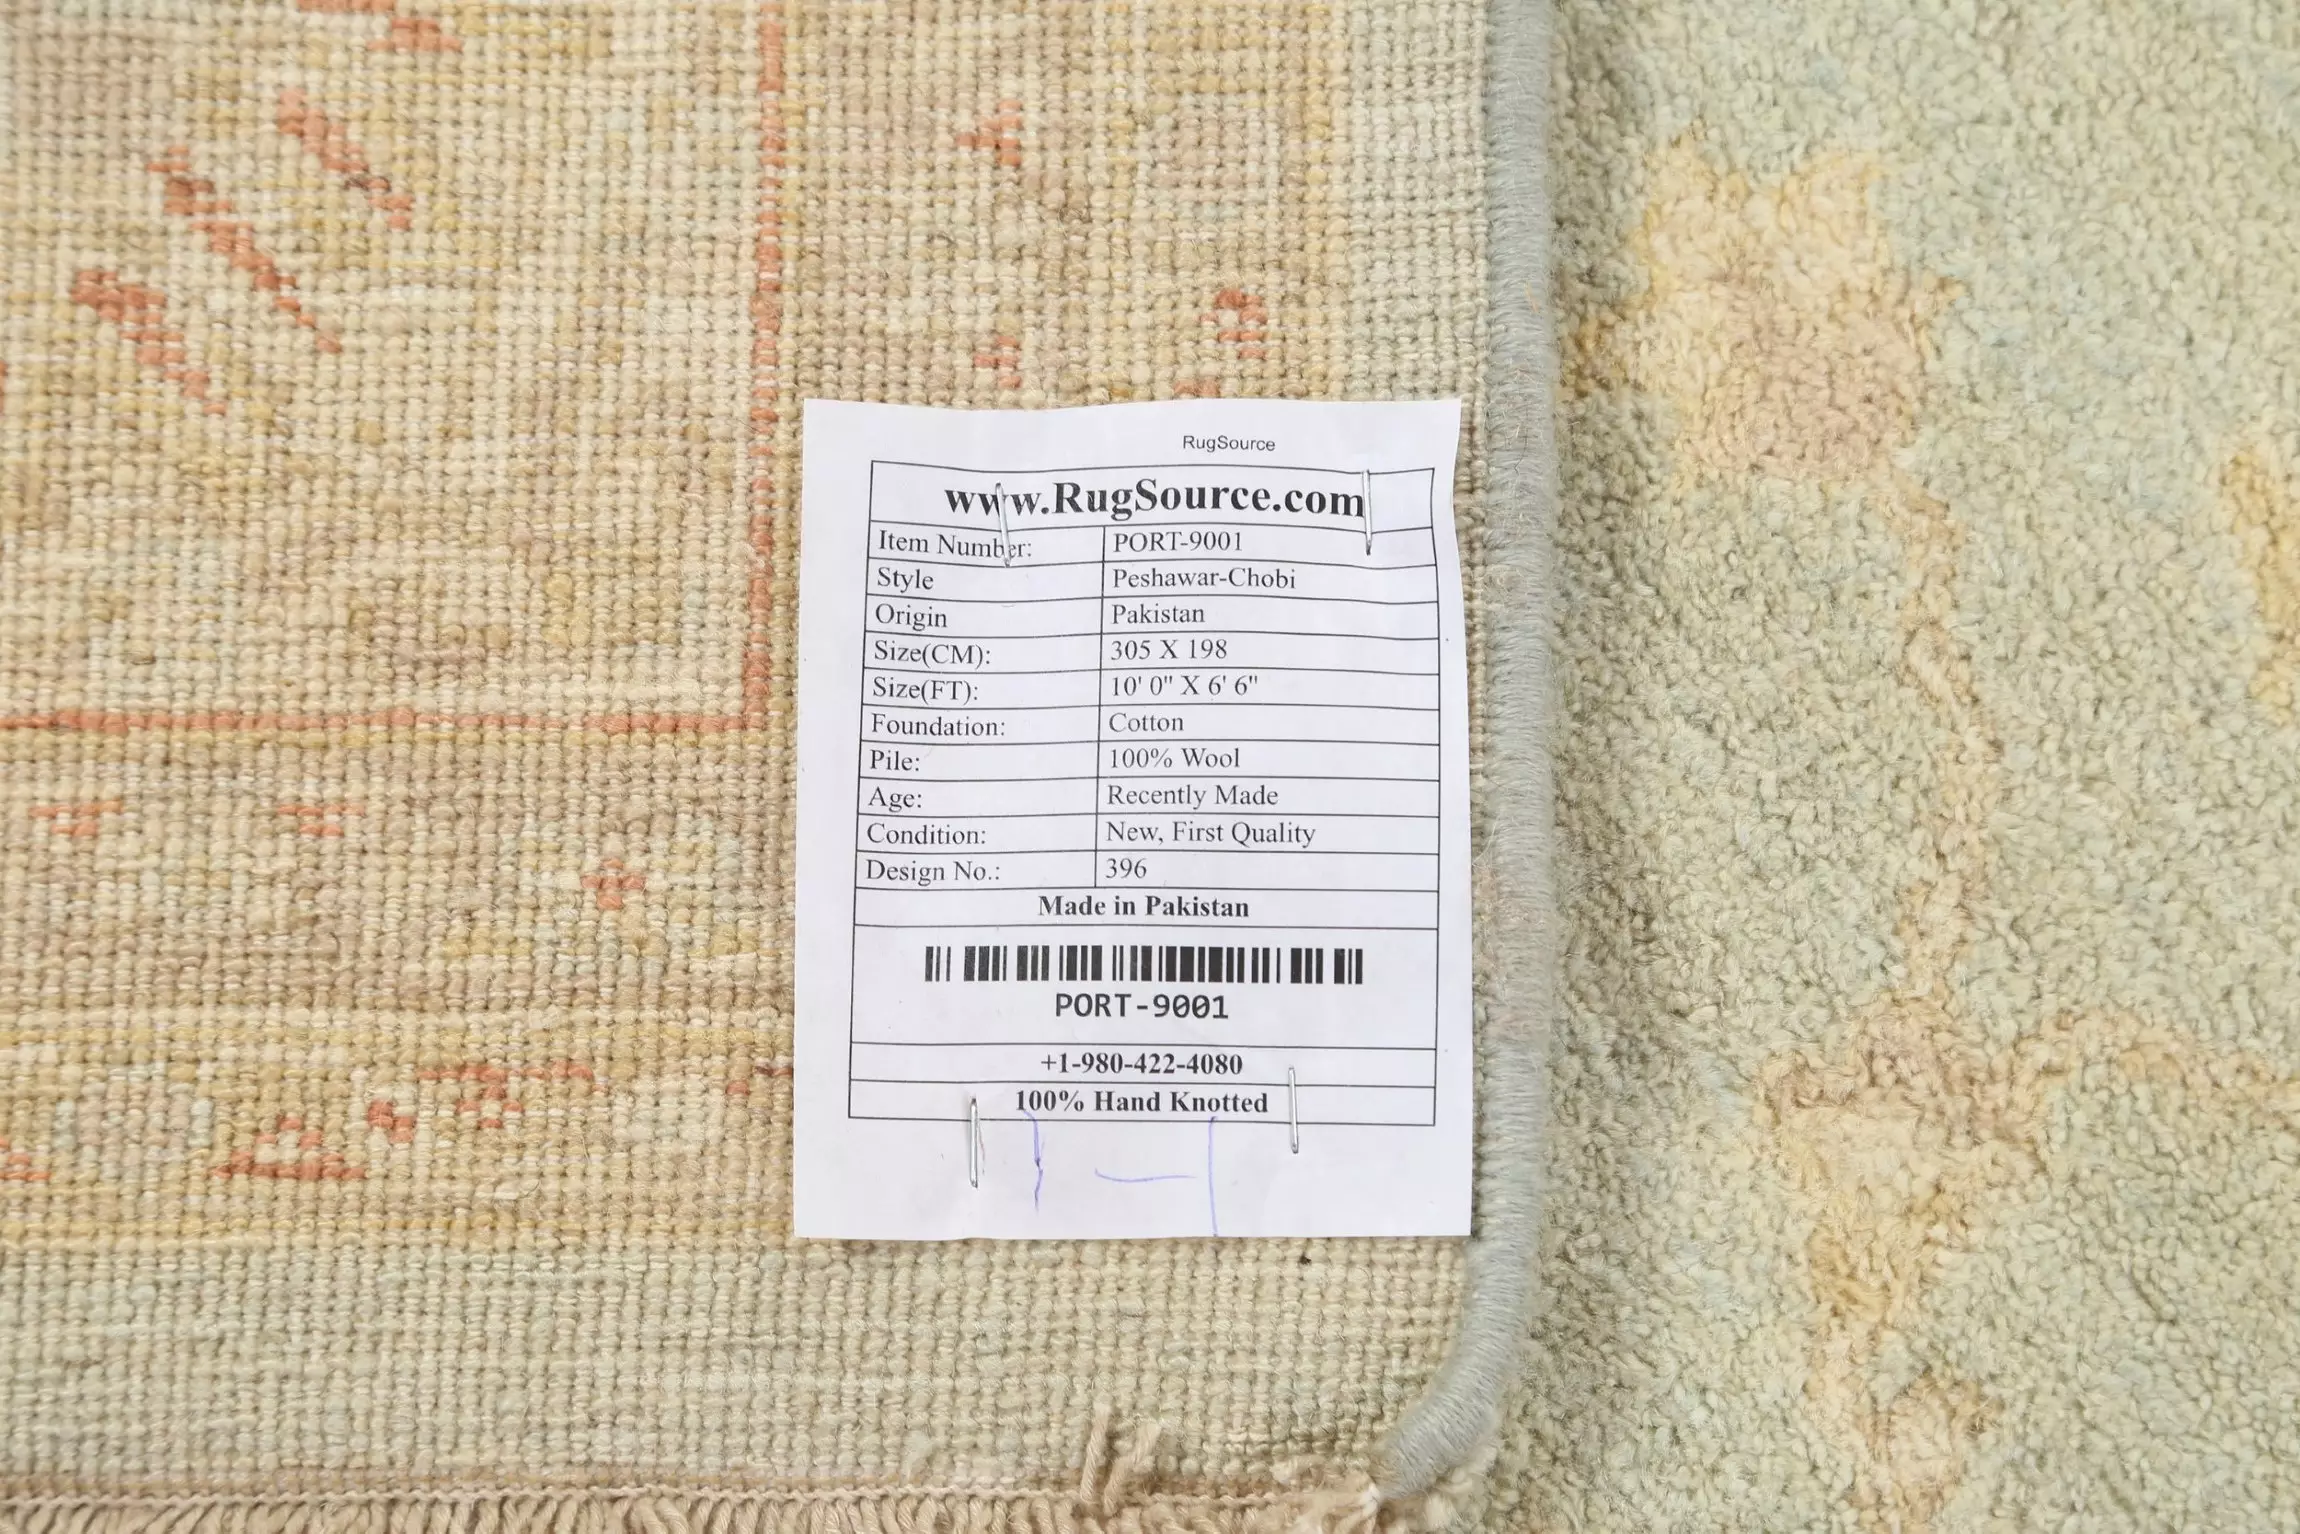 RugSource
www.RugSource.com
Item Number: PORT-9001
Style Peshawar-Chobi
Origin Pakistan
Size(CM): 305 X 198
Size(FT): 10' 0" X 6' 6"
Foundation: Cotton
Pile: 100% Wool
Age: Recently Made
Condition: New, First Quality
Design No.: 396
Made in Pakistan
PORT-9001
+1-980-422-4080
100% Hand Knotted